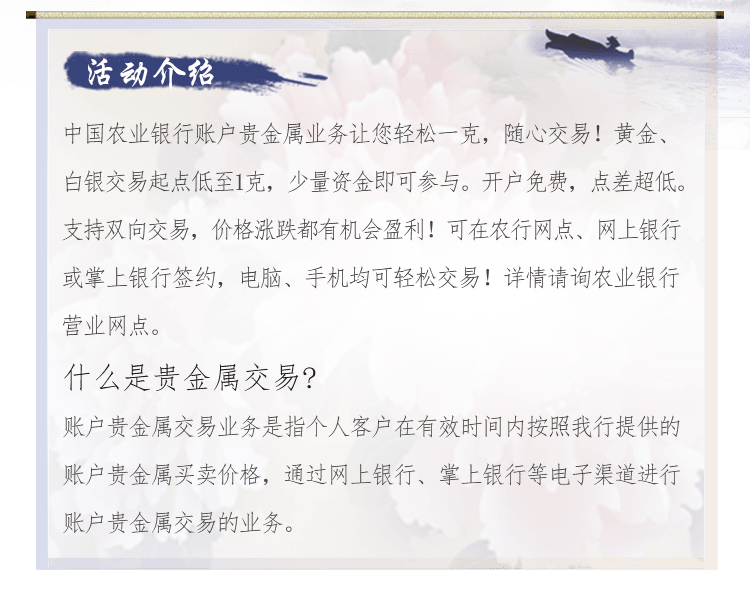 活动介绍
中国农业银行账户贵金属业务让您轻松一克，随心交易！黄金、
白银交易起点低至1克，少量资金即可参与。开户免费，点差超低。
支持双向交易，价格涨跌都有机会盈利！可在农行网点、网上银行
或掌上银行签约，电脑、手机均可轻松交易！详情请询农业银行
营业网点。
什么是贵金属交易?
账户贵金属交易业务是指个人客户在有效时间内按照我行提供的
账户贵金属买卖价格，通过网上银行、掌上银行等电子渠道进行
账户贵金属交易的业务。